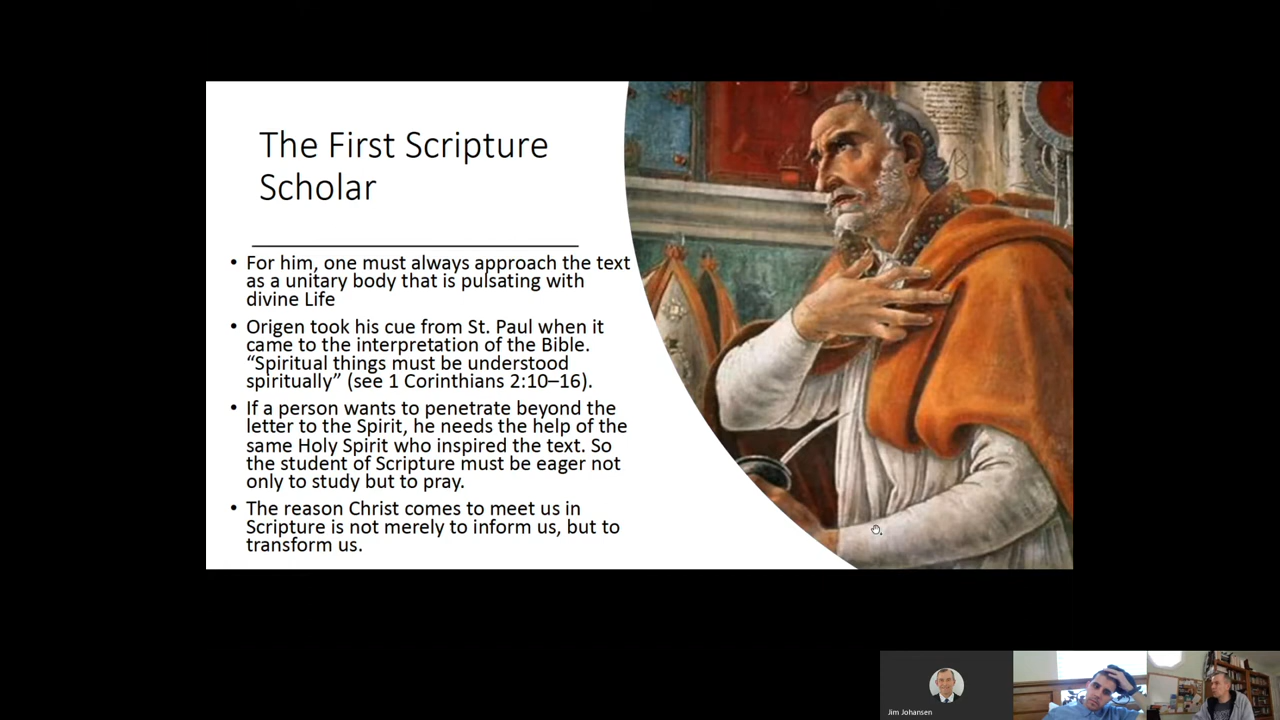 The First Scripture
Scholar
• For him, one must always approach the text
as a unitary body that is pulsating with
divine Life
• Origen took his cue from St. Paul when it
came to the interpretation of the Bible.
“Spiritual things must be understood
spiritually” (see 1 Corinthians 2:10–16).
• If a person wants to penetrate beyond the
letter to the Spirit, he needs the help of the
same Holy Spirit who inspired the text. So
the student of Scripture must be eager not
only to study but to pray.
• The reason Christ comes to meet us in
Scripture is not merely to inform us, but to
transform us.
Jim Johansen